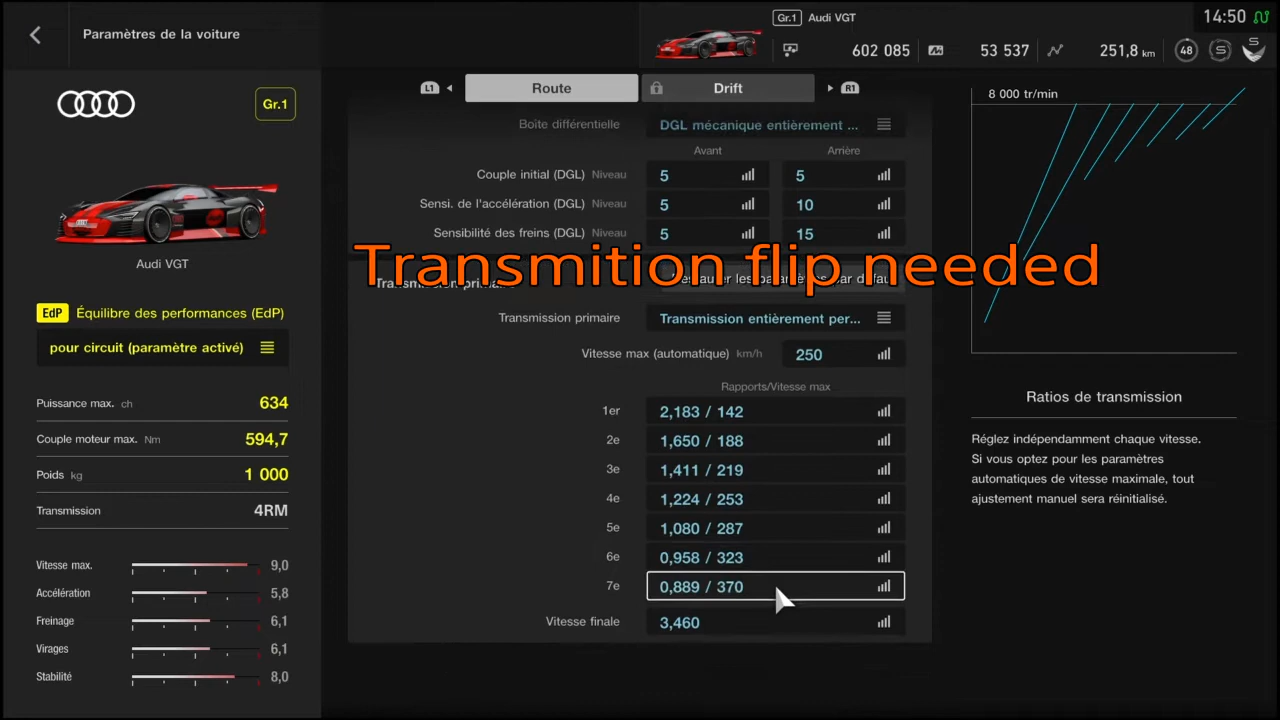 14:50
Paramètres de la voiture
Gr.1 Audi VGT
602 085 53 537 251,8 km 48 S S
Gr.1
L1 Route Drift R1
8 000 tr/min
Boîte différentielle DGL mécanique entièrement ...
Avant Arrière
Couple initial (DGL) Niveau 5 5
Sensi. de l'accélération (DGL) Niveau 5 10
Sensibilité des freins (DGL) Niveau 5 15
Transmition flip needed
Transmission primaire
Transmission primaire Transmission entièrement per...
Vitesse max (automatique) km/h 250
Rapports/Vitesse max
1er 2,183 / 142
2e 1,650 / 188
3e 1,411 / 219
4e 1,224 / 253
5e 1,080 / 287
6e 0,958 / 323
7e 0,889 / 370
Vitesse finale 3,460
Audi VGT
EdP Équilibre des performances (EdP)
pour circuit (paramètre activé)
Puissance max. ch 634
Couple moteur max. Nm 594,7
Poids kg 1 000
Transmission 4RM
Vitesse max. 9,0
Accélération 5,8
Freinage 6,1
Virages 6,1
Stabilité 8,0
Ratios de transmission
Réglez indépendamment chaque vitesse.
Si vous optez pour les paramètres
automatiques de vitesse maximale, tout
ajustement manuel sera réinitialisé.